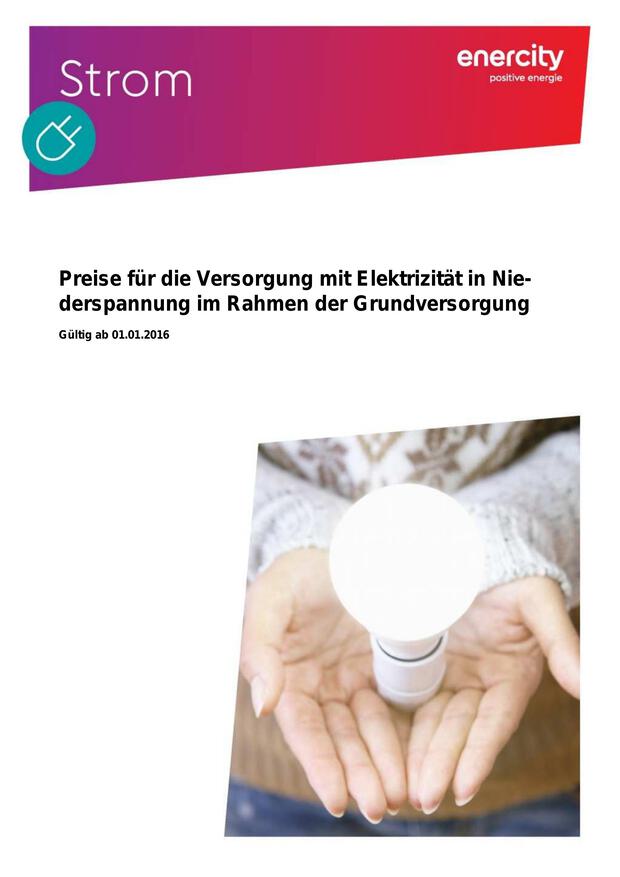 Strom
enercity
positive energie
Preise für die Versorgung mit Elektrizität in Nie-
derspannung im Rahmen der Grundversorgung
Gültig ab 01.01.2016